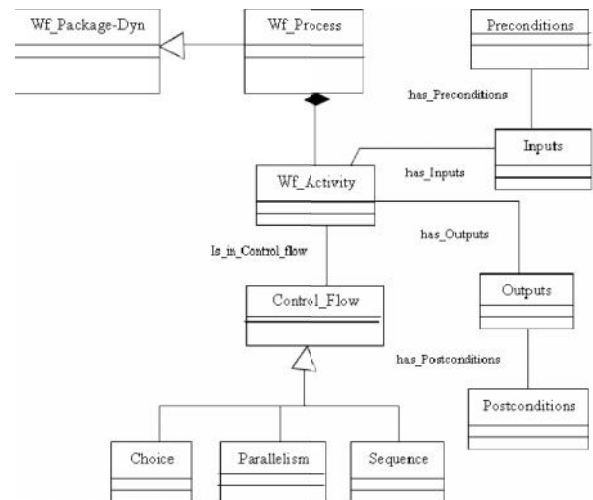 Wf_Package-Dyn
Wf_Process
Preconditions
has_Preconditions
Inputs
has_Inputs
Wf_Activity
has_Outputs
Is_in_Control_flow
Outputs
Control_Flow
has_Postconditions
Postconditions
Choice
Parallelism
Sequence